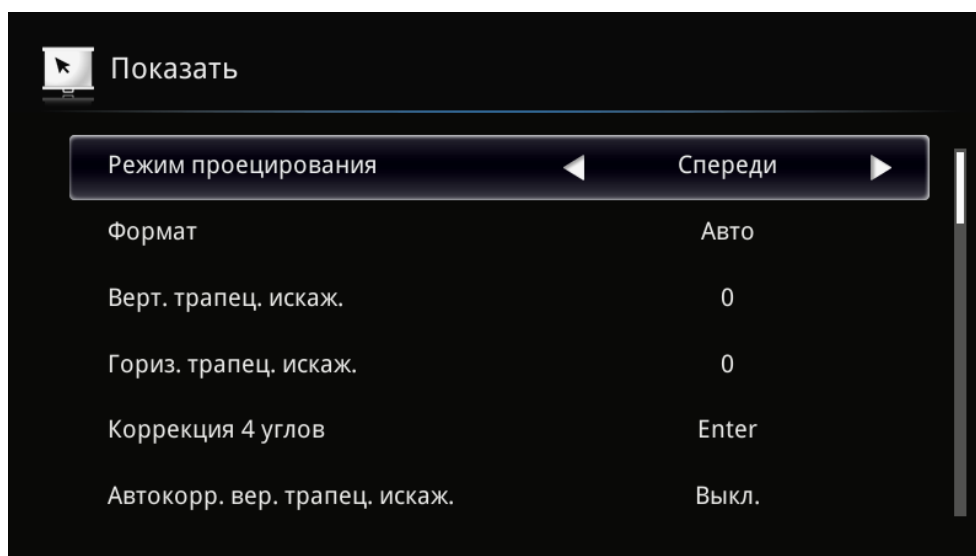 Показать
Режим проецирования Спереди
Формат Авто
Верт. трапец. искаж. 0
Гориз. трапец. искаж. 0
Коррекция 4 углов Enter
Автокорр. вер. трапец. искаж. Выкл.